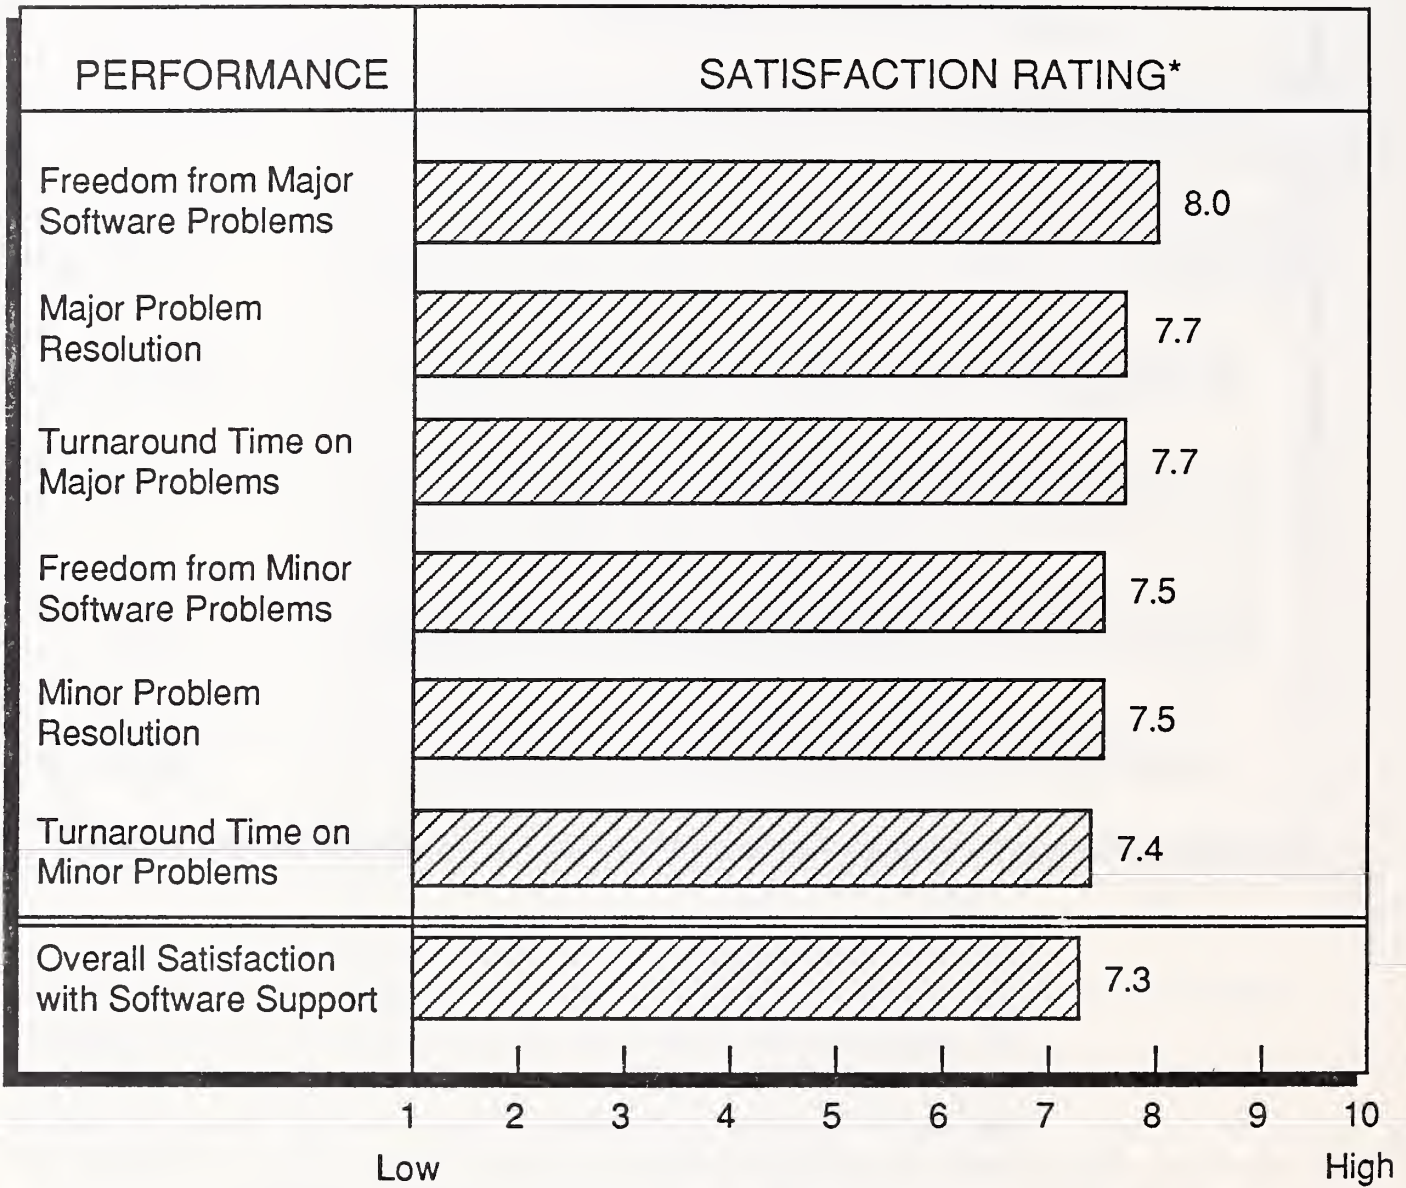 PERFORMANCE
SATISFACTION RATING*
Freedom from Major
Software Problems
8.0
Major Problem
Resolution
7.7
Turnaround Time on
Major Problems
7.7
Freedom from Minor
Software Problems
7.5
Minor Problem
Resolution
7.5
Turnaround Time on
Minor Problems
7.4
Overall Satisfaction
with Software Support
7.3
1 2 3 4 5 6 7 8 9 10
Low High